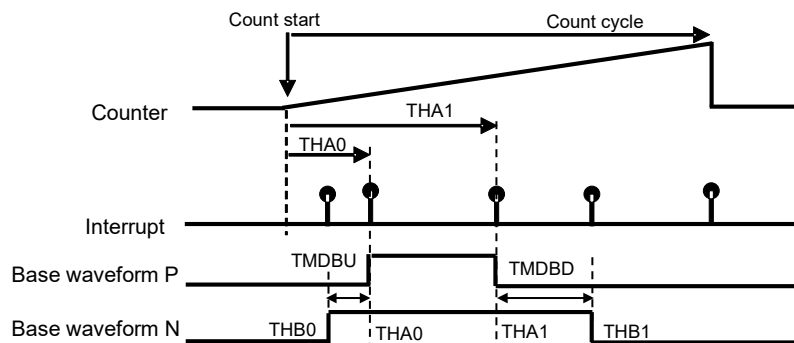 Count start
Count cycle
Counter
THA1
THA0
Interrupt
TMDBU
TMDBD
Base waveform P
Base waveform N
THB0
THA0
THA1
THB1